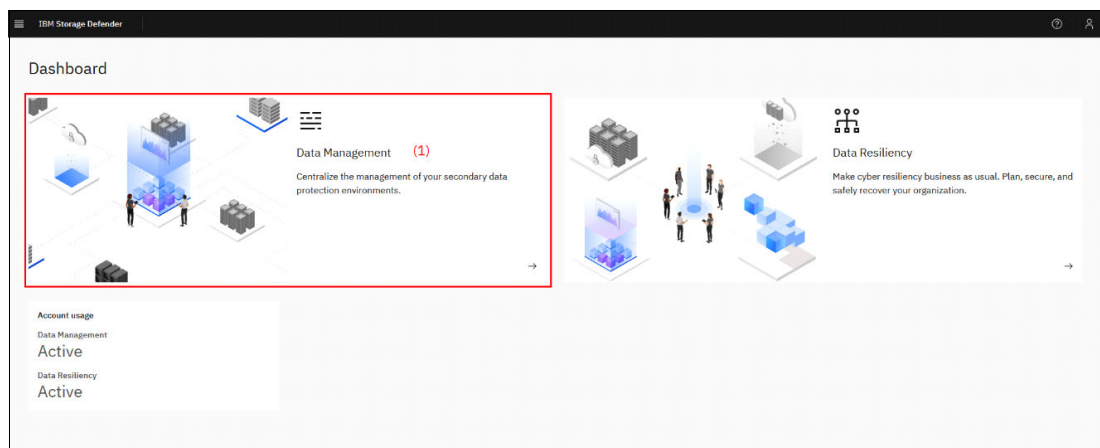 IBM Storage Defender
Dashboard
Data Management (1)
Centralize the management of your secondary data
protection environments.
Data Resiliency
Make cyber resiliency business as usual. Plan, secure, and
safely recover your organization.
Account usage
Data Management
Active
Data Resiliency
Active